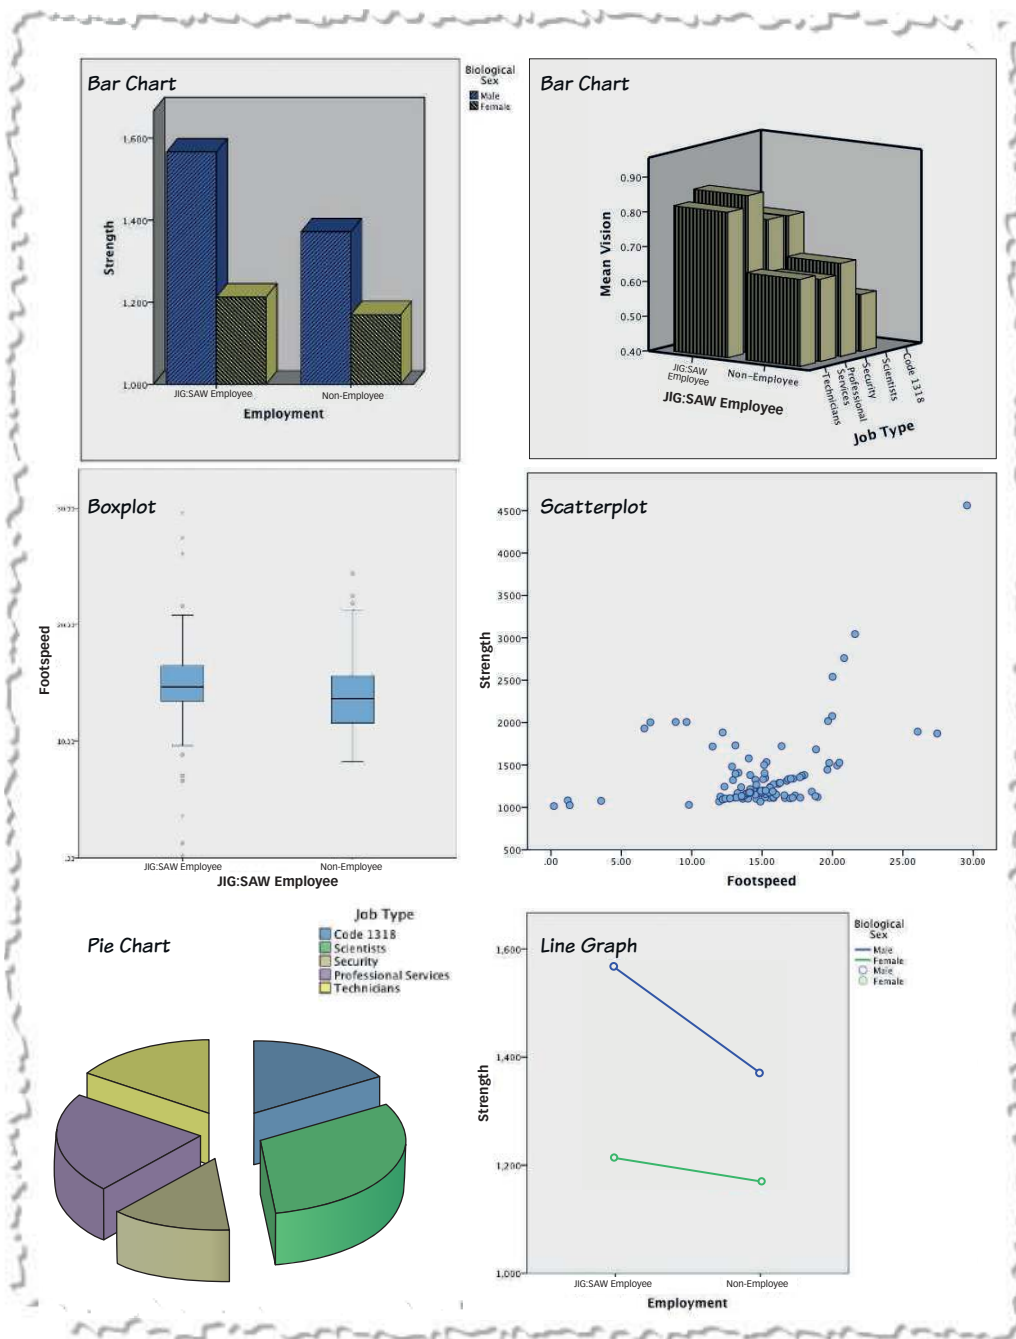 Bar Chart
Biological
Sex
Male
Female
1,600
1,400
1,200
1,000
Strength
JIG:SAW Employee
Non-Employee
Employment
Bar Chart
0.90
0.80
0.70
0.60
0.50
0.40
Mean Vision
JIG:SAW
Employee
Non-Employee
JIG:SAW Employee
Technicians
Professional
Services
Security
Scientists
Code 1318
Job Type
Boxplot
Footspeed
JIG:SAW Employee
Non-Employee
JIG:SAW Employee
Scatterplot
4500
4000
3500
3000
2500
2000
1500
1000
500
Strength
.00
5.00
10.00
15.00
20.00
25.00
30.00
Footspeed
Pie Chart
Job Type
Code 1318
Scientists
Security
Professional Services
Technicians
Line Graph
Biological
Sex
Male
Female
Male
Female
1,600
1,400
1,200
1,000
Strength
JIG:SAW Employee
Non-Employee
Employment